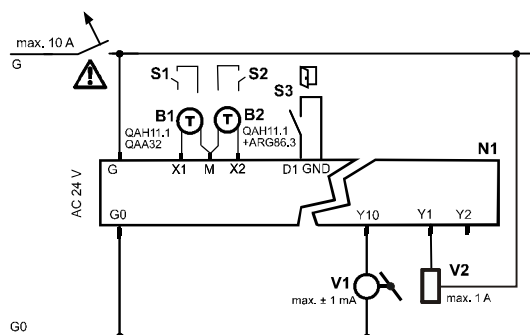 max. 10 A
G
S1
S2
S3
B1
B2
QAH11.1
QAA32
QAH11.1
+ARG86.3
N1
G
X1
M
X2
D1
GND
AC 24 V
G0
Y10
Y1
Y2
V1
max. ± 1 mA
V2
max. 1 A
G0